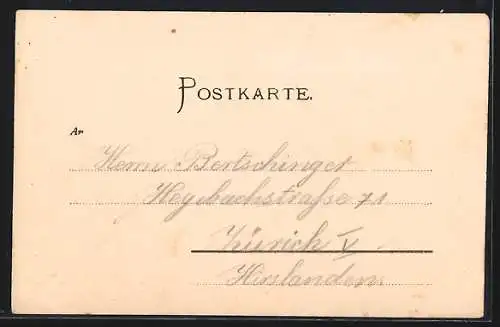 POSTKARTE.
An
Herrn Bertschinger
Hegibachstraße 71
Zürich V
Hirslanden.